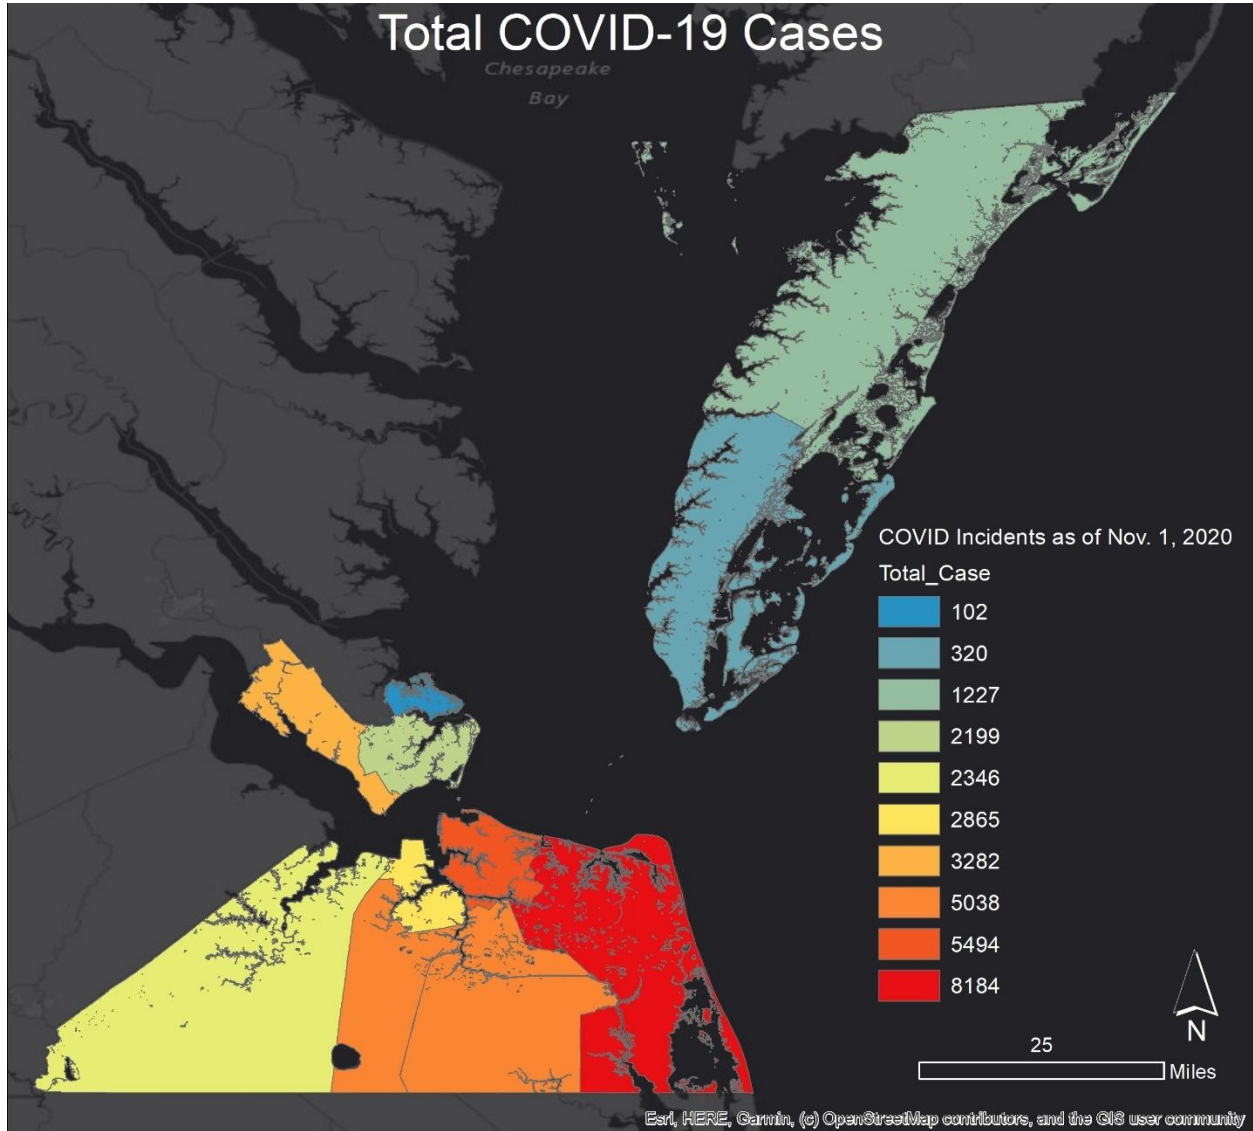 Total COVID-19 Cases
Chesapeake
Bay
COVID Incidents as of Nov. 1, 2020
Total_Case
102
320
1227
2199
2346
2865
3282
5038
5494
8184
N
25
Miles
Esri, HERE, Garmin, (c) OpenStreetMap contributors, and the GIS user community